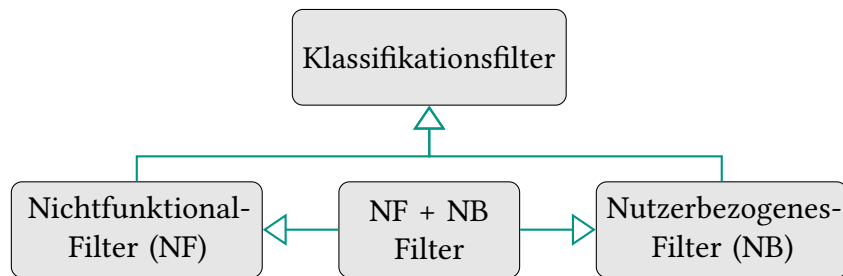 Klassifikationsfilter
Nichtfunktional-
Filter (NF)
NF + NB
Filter
Nutzerbezogenes-
Filter (NB)